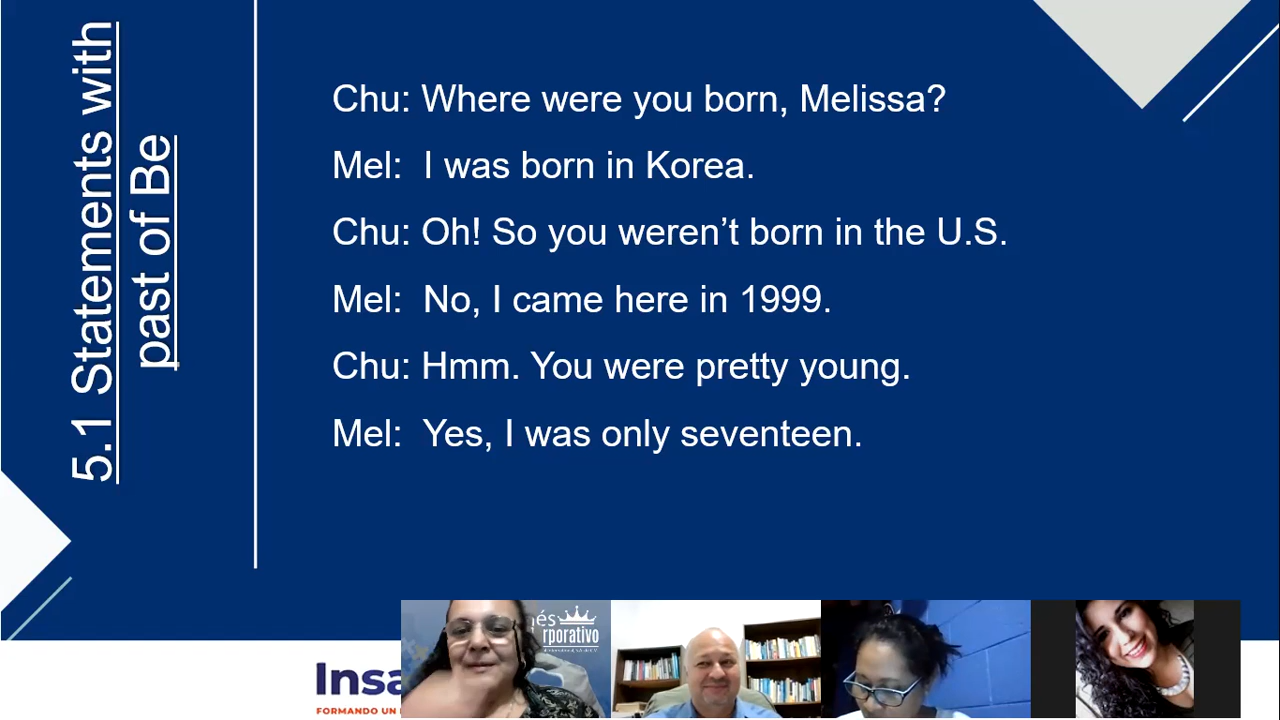 5.1 Statements with
past of Be
Chu: Where were you born, Melissa?
Mel: I was born in Korea.
Chu: Oh! So you weren’t born in the U.S.
Mel: No, I came here in 1999.
Chu: Hmm. You were pretty young.
Mel: Yes, I was only seventeen.
és
rporativo
Insa
FORMANDO UN